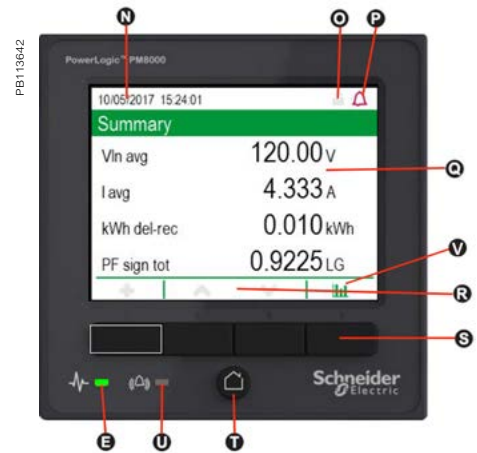 N
O
P
PB113642
PowerLogic™ PM8000
10/05/2017 15:24:01
Summary
Vln avg 120.00 V
Q
I avg 4.333 A
kWh del-rec 0.010 kWh
V
PF sign tot 0.9225 LG
R
S
Schneider
Electric
E
U
T